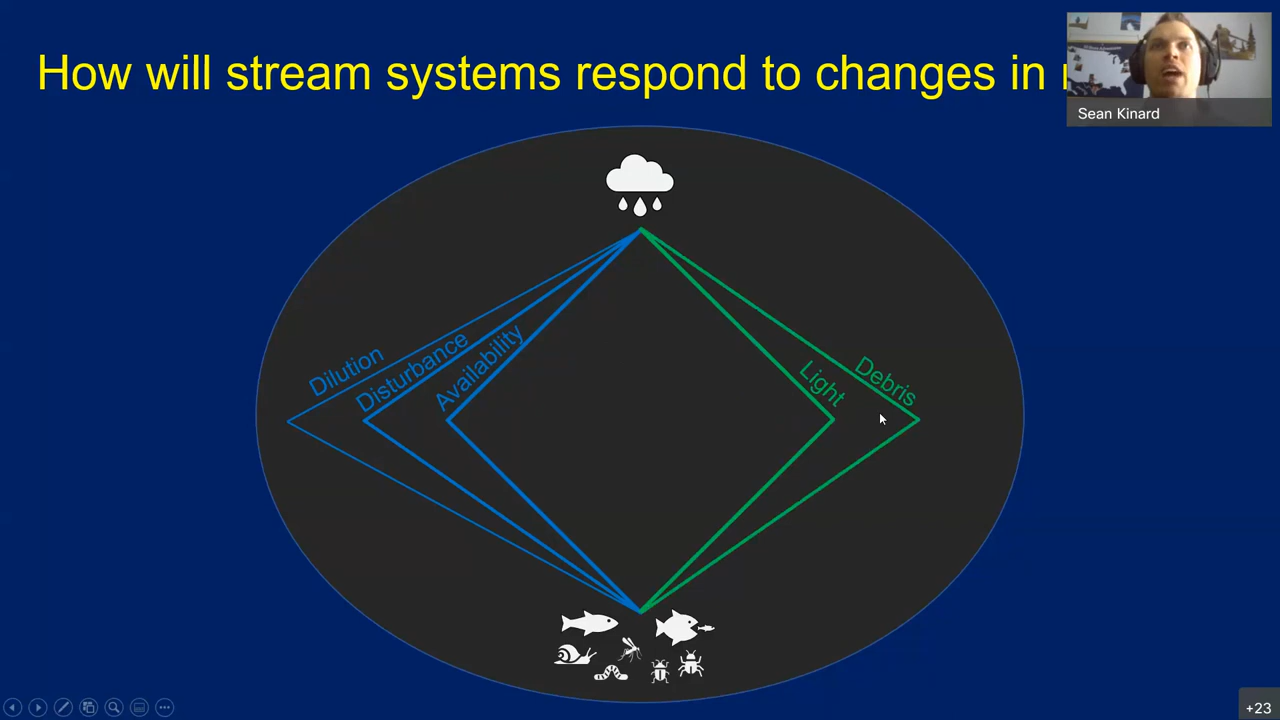 How will stream systems respond to changes in
Sean Kinard
Dilution
Disturbance
Availability
Light
Debris
+23